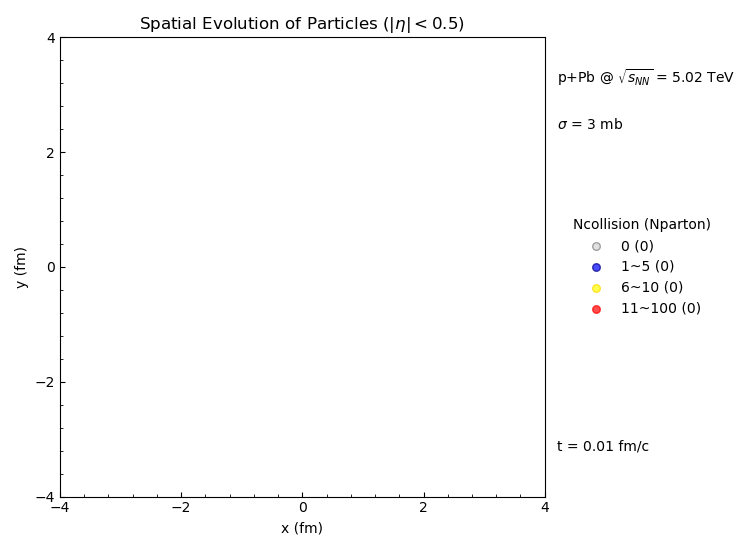 Spatial Evolution of Particles (|η| < 0.5)
p+Pb @ √s_NN = 5.02 TeV
σ = 3 mb
Ncollision (Nparton)
0 (0)
1~5 (0)
6~10 (0)
11~100 (0)
t = 0.01 fm/c
y (fm)
4
2
0
−2
−4
−4 −2 0 2 4
x (fm)